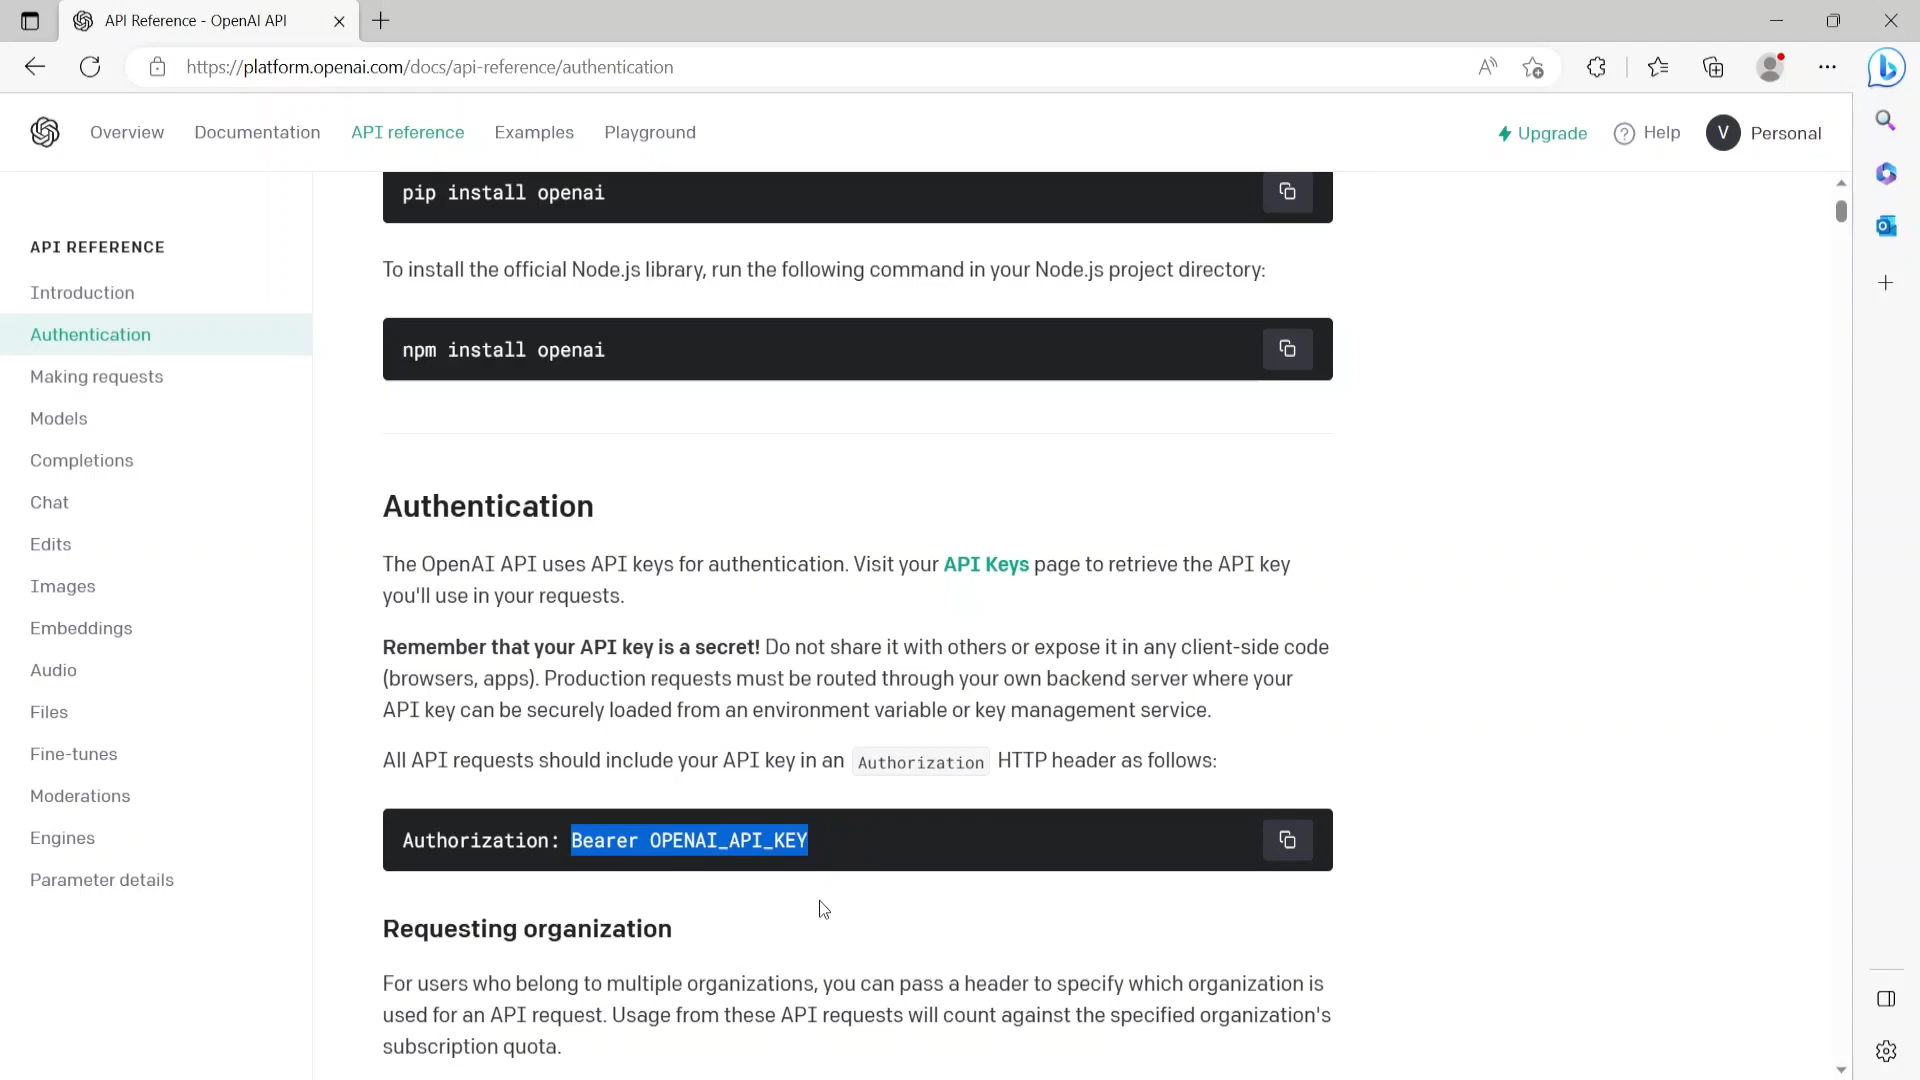 API Reference - OpenAI API
https://platform.openai.com/docs/api-reference/authentication
Overview Documentation API reference Examples Playground
Upgrade Help V Personal
API REFERENCE
Introduction
Authentication
Making requests
Models
Completions
Chat
Edits
Images
Embeddings
Audio
Files
Fine-tunes
Moderations
Engines
Parameter details
pip install openai
To install the official Node.js library, run the following command in your Node.js project directory:
npm install openai
Authentication
The OpenAI API uses API keys for authentication. Visit your API Keys page to retrieve the API key
you'll use in your requests.
Remember that your API key is a secret! Do not share it with others or expose it in any client-side code
(browsers, apps). Production requests must be routed through your own backend server where your
API key can be securely loaded from an environment variable or key management service.
All API requests should include your API key in an Authorization HTTP header as follows:
Authorization: Bearer OPENAI_API_KEY
Requesting organization
For users who belong to multiple organizations, you can pass a header to specify which organization is
used for an API request. Usage from these API requests will count against the specified organization's
subscription quota.